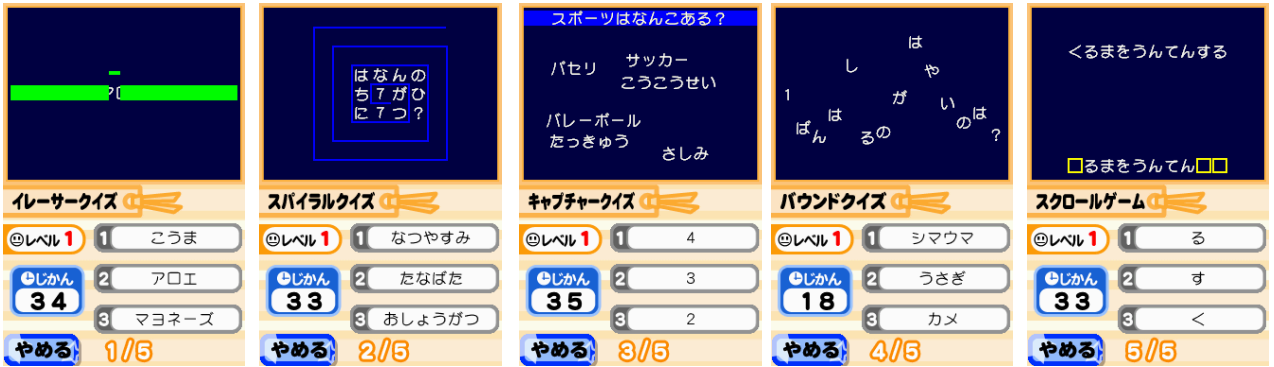 イレーサークイズ
レベル 1
じかん
34
1 こうま
2 アロエ
3 マヨネーズ
やめる 1/5
はなんの
ち7がひ
に7つ？
スパイラルクイズ
レベル 1
じかん
33
1 なつやすみ
2 たなばた
3 おしょうがつ
やめる 2/5
スポーツはなんこある？
パセリ
サッカー
こうこうせい
バレーボール
たっきゅう
さしみ
キャプチャークイズ
レベル 1
じかん
35
1 4
2 3
3 2
やめる 3/5
1ばんはしるのがはやいのは？
バウンドクイズ
レベル 1
じかん
18
1 シマウマ
2 うさぎ
3 カメ
やめる 4/5
くるまをうんてんする
□るまをうんてん□□
スクロールゲーム
レベル 1
じかん
33
1 る
2 す
3 く
やめる 5/5